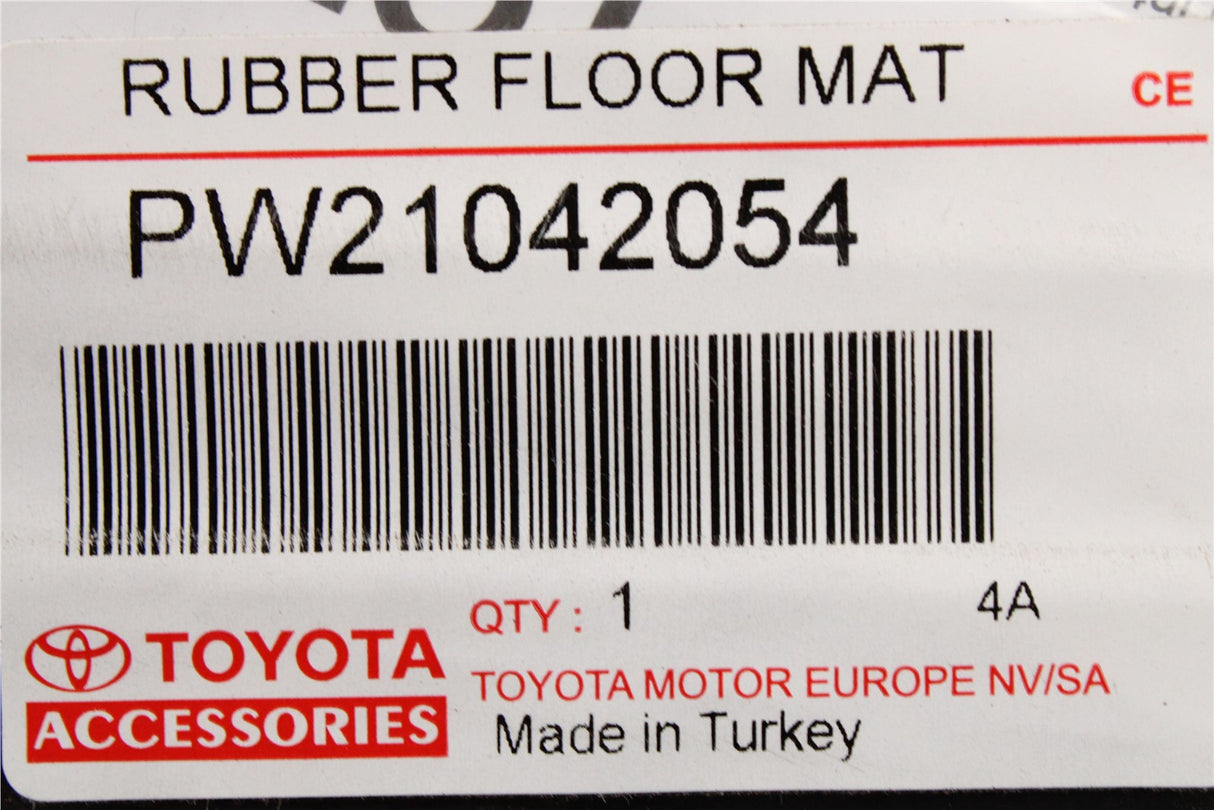 RUBBER FLOOR MAT
CE
PW21042054
QTY : 1
4A
TOYOTA
ACCESSORIES
TOYOTA MOTOR EUROPE NV/SA
Made in Turkey